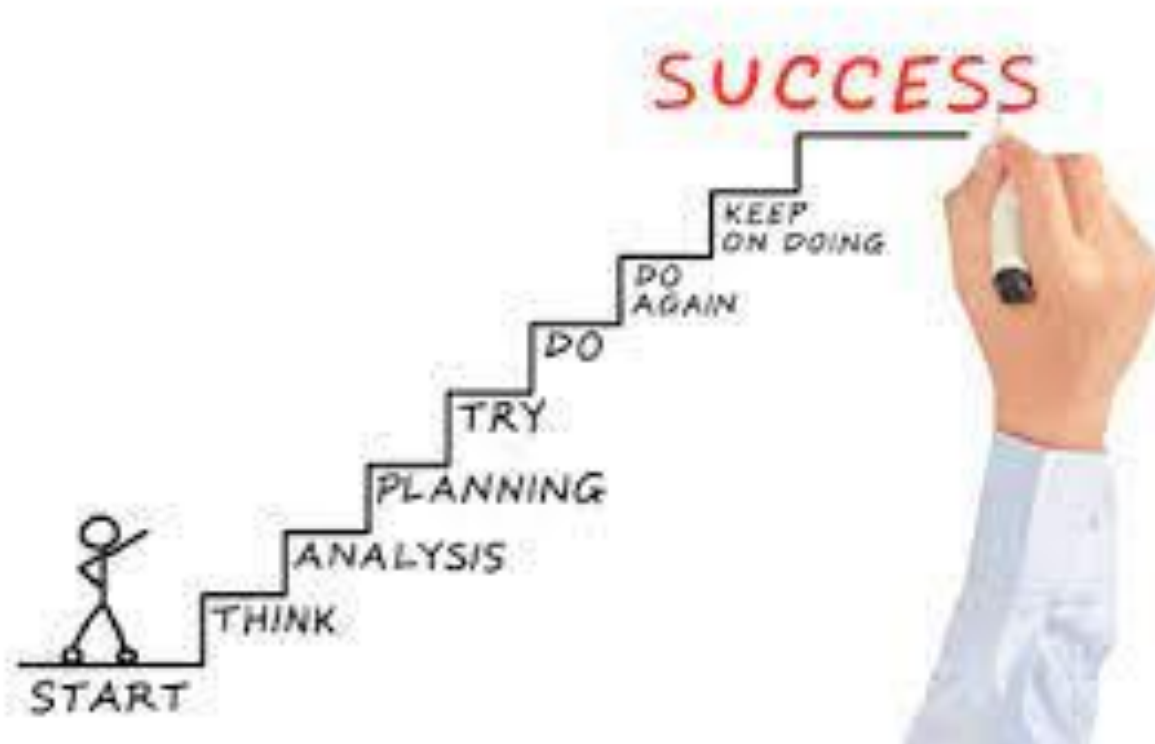 SUCCESS
KEEP
ON DOING
DO
AGAIN
DO
TRY
PLANNING
ANALYSIS
THINK
START